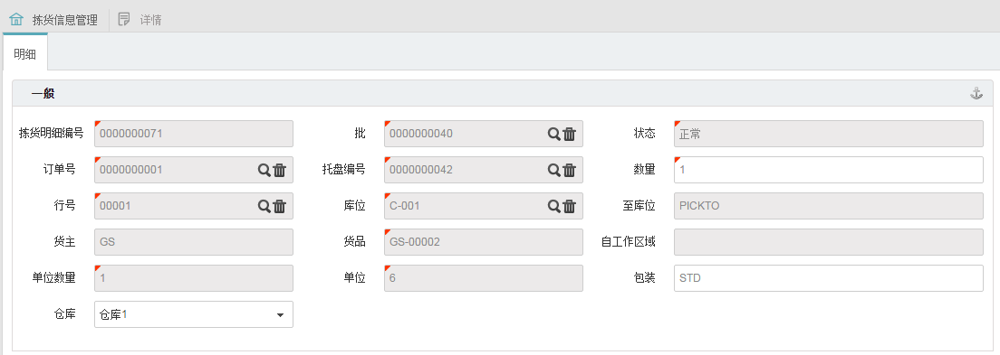 拣货信息管理 详情
明细
一般
拣货明细编号 0000000071 批 0000000040 状态 正常
订单号 0000000001 托盘编号 0000000042 数量 1
行号 00001 库位 C-001 至库位 PICKTO
货主 GS 货品 GS-00002 自工作区域
单位数量 1 单位 6 包装 STD
仓库 仓库1